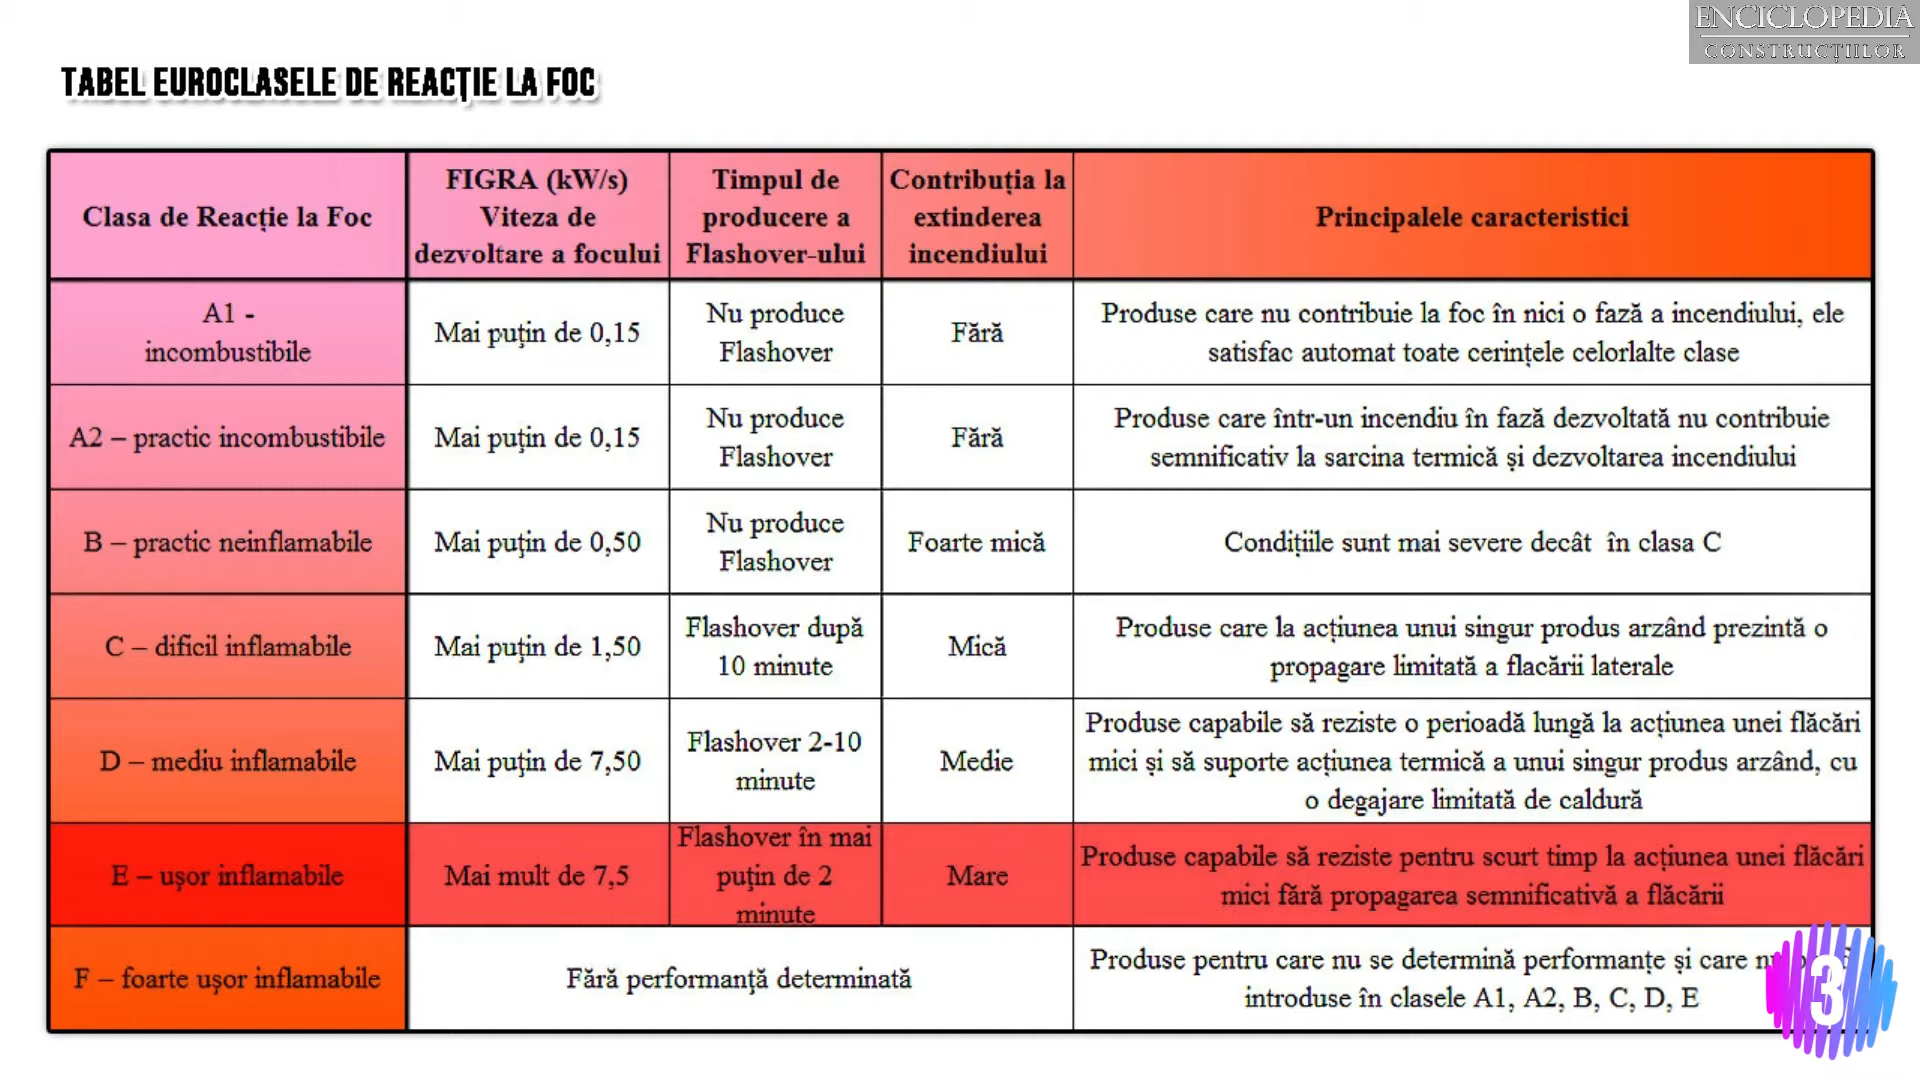 ENCICLOPEDIA
CONSTRUCȚIILOR
TABEL EUROCLASELE DE REACȚIE LA FOC
Clasa de Reacție la Foc
FIGRA (kW/s)
Viteza de
dezvoltare a focului
Timpul de
producere a
Flashover-ului
Contribuția la
extinderea
incendiului
Principalele caracteristici
A1 -
incombustibile
Mai puţin de 0,15
Nu produce
Flashover
Fără
Produse care nu contribuie la foc în nici o fază a incendiului, ele
satisfac automat toate cerințele celorlalte clase
A2 – practic incombustibile
Mai puţin de 0,15
Nu produce
Flashover
Fără
Produse care într-un incendiu în fază dezvoltată nu contribuie
semnificativ la sarcina termică și dezvoltarea incendiului
B – practic neinflamabile
Mai puţin de 0,50
Nu produce
Flashover
Foarte mică
Condițiile sunt mai severe decât în clasa C
C – dificil inflamabile
Mai puţin de 1,50
Flashover după
10 minute
Mică
Produse care la acțiunea unui singur produs arzând prezintă o
propagare limitată a flacării laterale
D – mediu inflamabile
Mai puţin de 7,50
Flashover 2-10
minute
Medie
Produse capabile să reziste o perioadă lungă la acțiunea unei flăcări
mici și să suporte acțiunea termică a unui singur produs arzând, cu
o degajare limitată de caldură
E – uşor inflamabile
Mai mult de 7,5
Flashover în mai
puţin de 2
minute
Mare
Produse capabile să reziste pentru scurt timp la acțiunea unei flăcări
mici fără propagarea semnificativă a flăcării
F – foarte uşor inflamabile
Fără performanță determinată
Produse pentru care nu se determină performanțe și care
introduse în clasele A1, A2, B, C, D, E
3